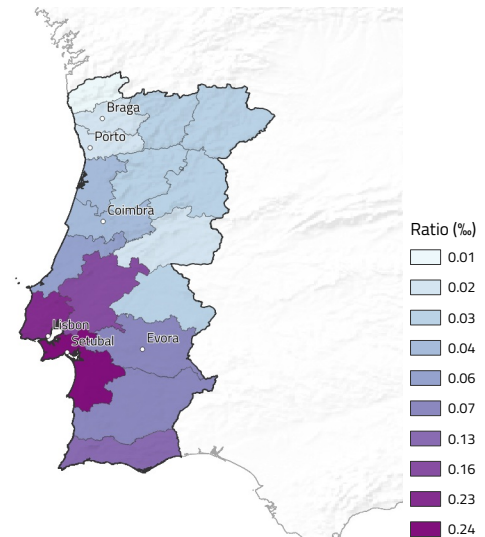 Braga
Porto
Coimbra
Lisbon
Setubal
Evora
Ratio (‰)
0.01
0.02
0.03
0.04
0.06
0.07
0.13
0.16
0.23
0.24